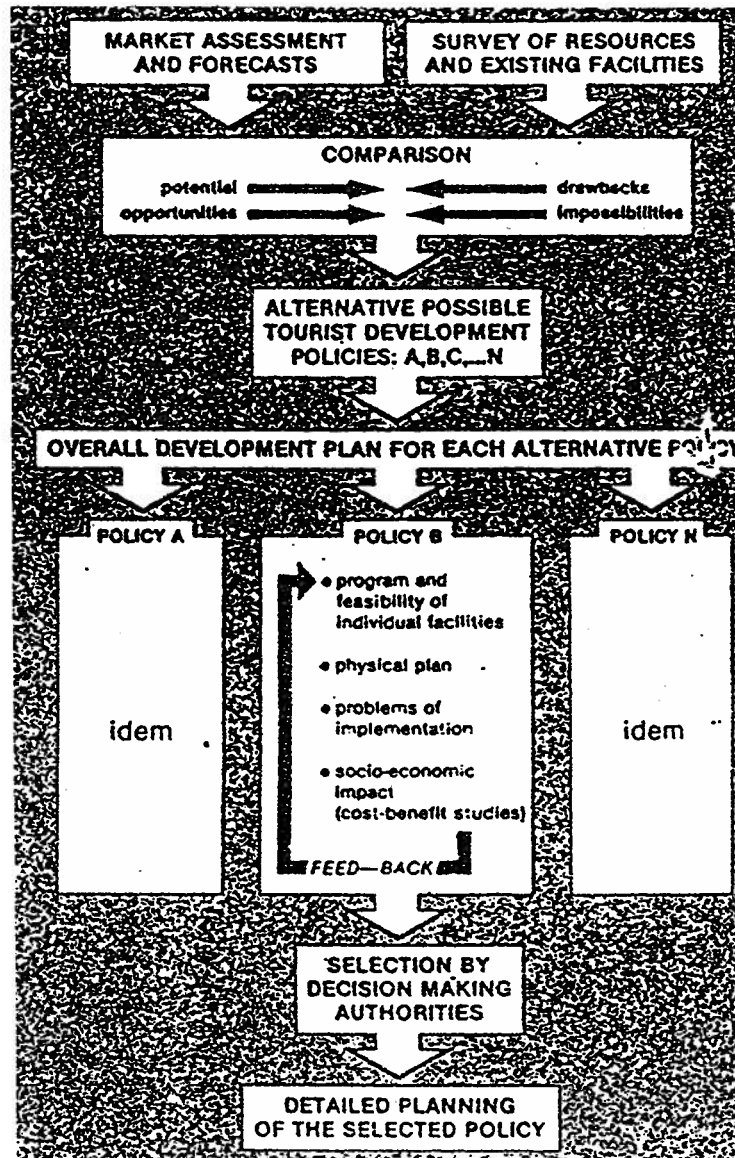 MARKET ASSESSMENT
AND FORECASTS
SURVEY OF RESOURCES
AND EXISTING FACILITIES
COMPARISON
potential
drawbacks
opportunities
impossibilities
ALTERNATIVE POSSIBLE
TOURIST DEVELOPMENT
POLICIES: A,B,C,....N
OVERALL DEVELOPMENT PLAN FOR EACH ALTERNATIVE POLICY
POLICY A
idem
POLICY B
• program and
feasibility of
individual facilities
• physical plan
• problems of
implementation
• socio-economic
impact
(cost-benefit studies)
FEED—BACK
POLICY N
idem
SELECTION BY
DECISION MAKING
AUTHORITIES
DETAILED PLANNING
OF THE SELECTED POLICY